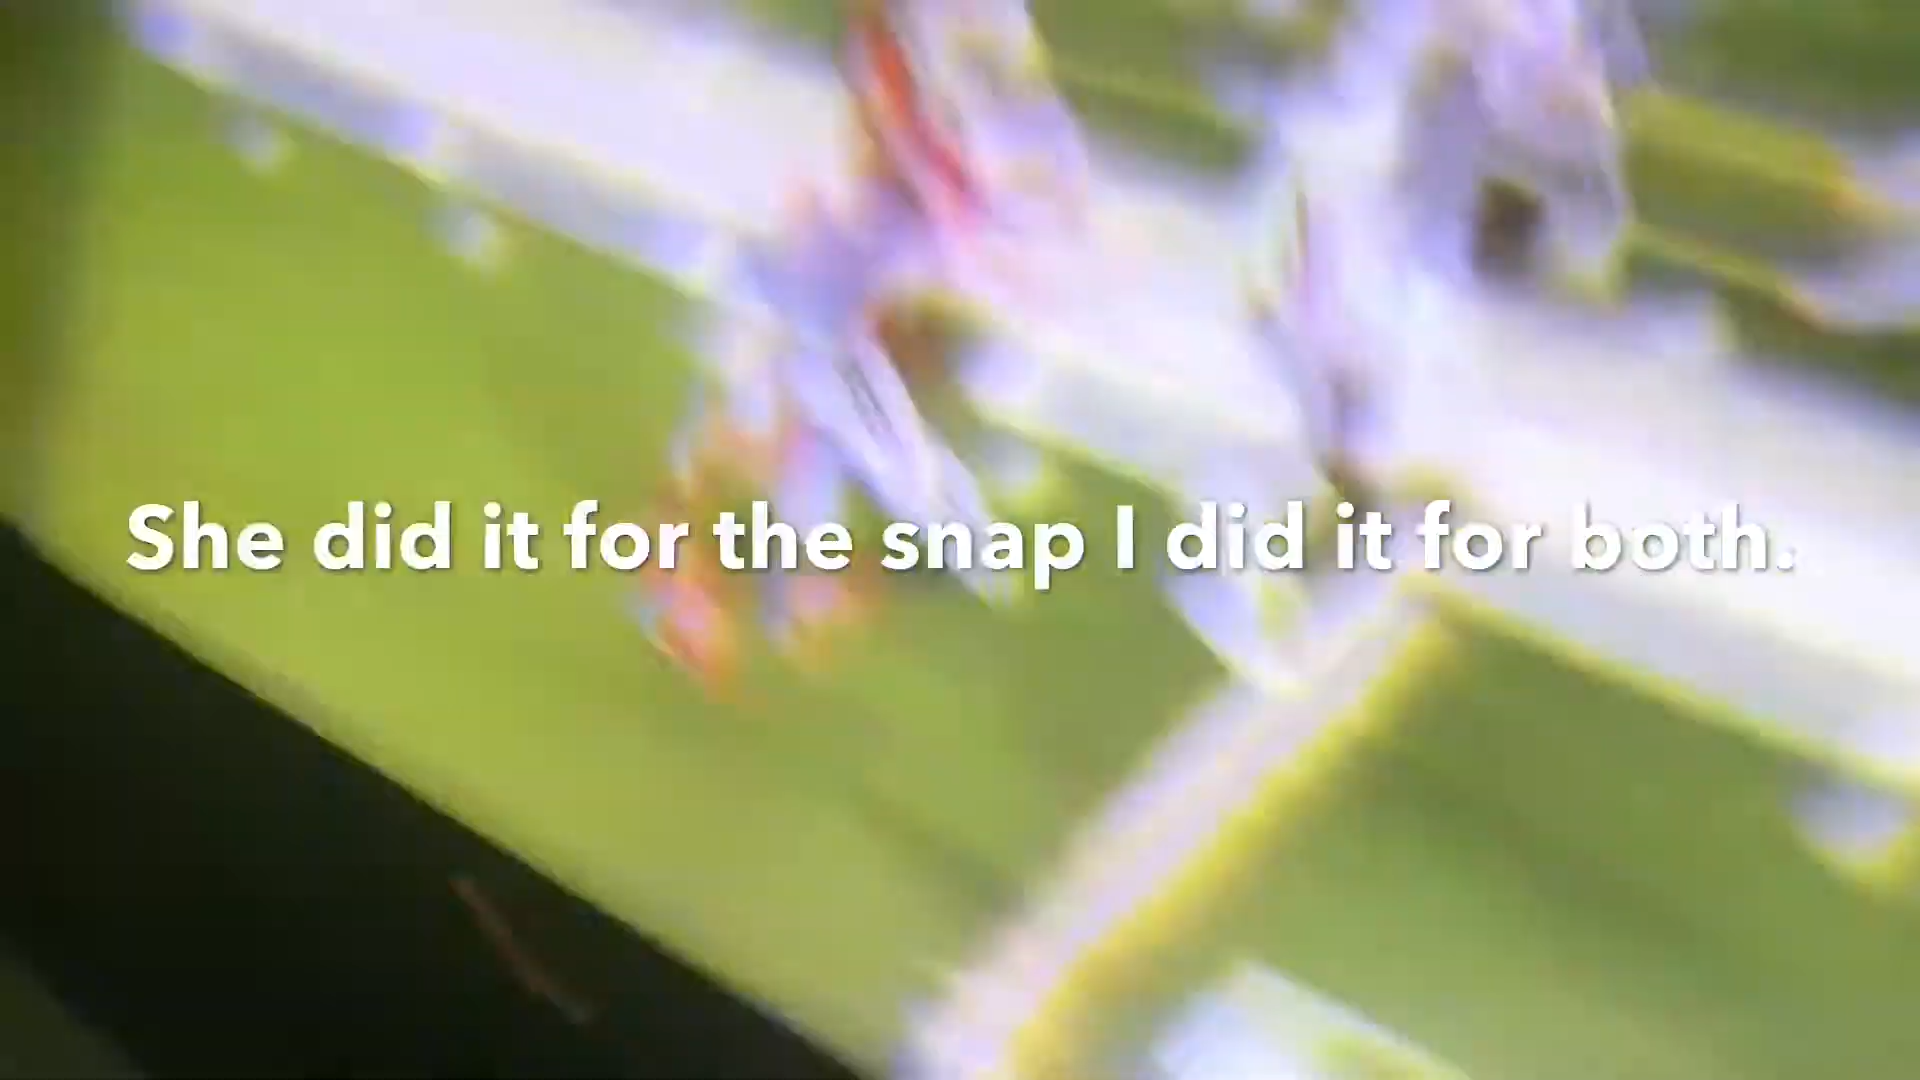 She did it for the snap I did it for both.